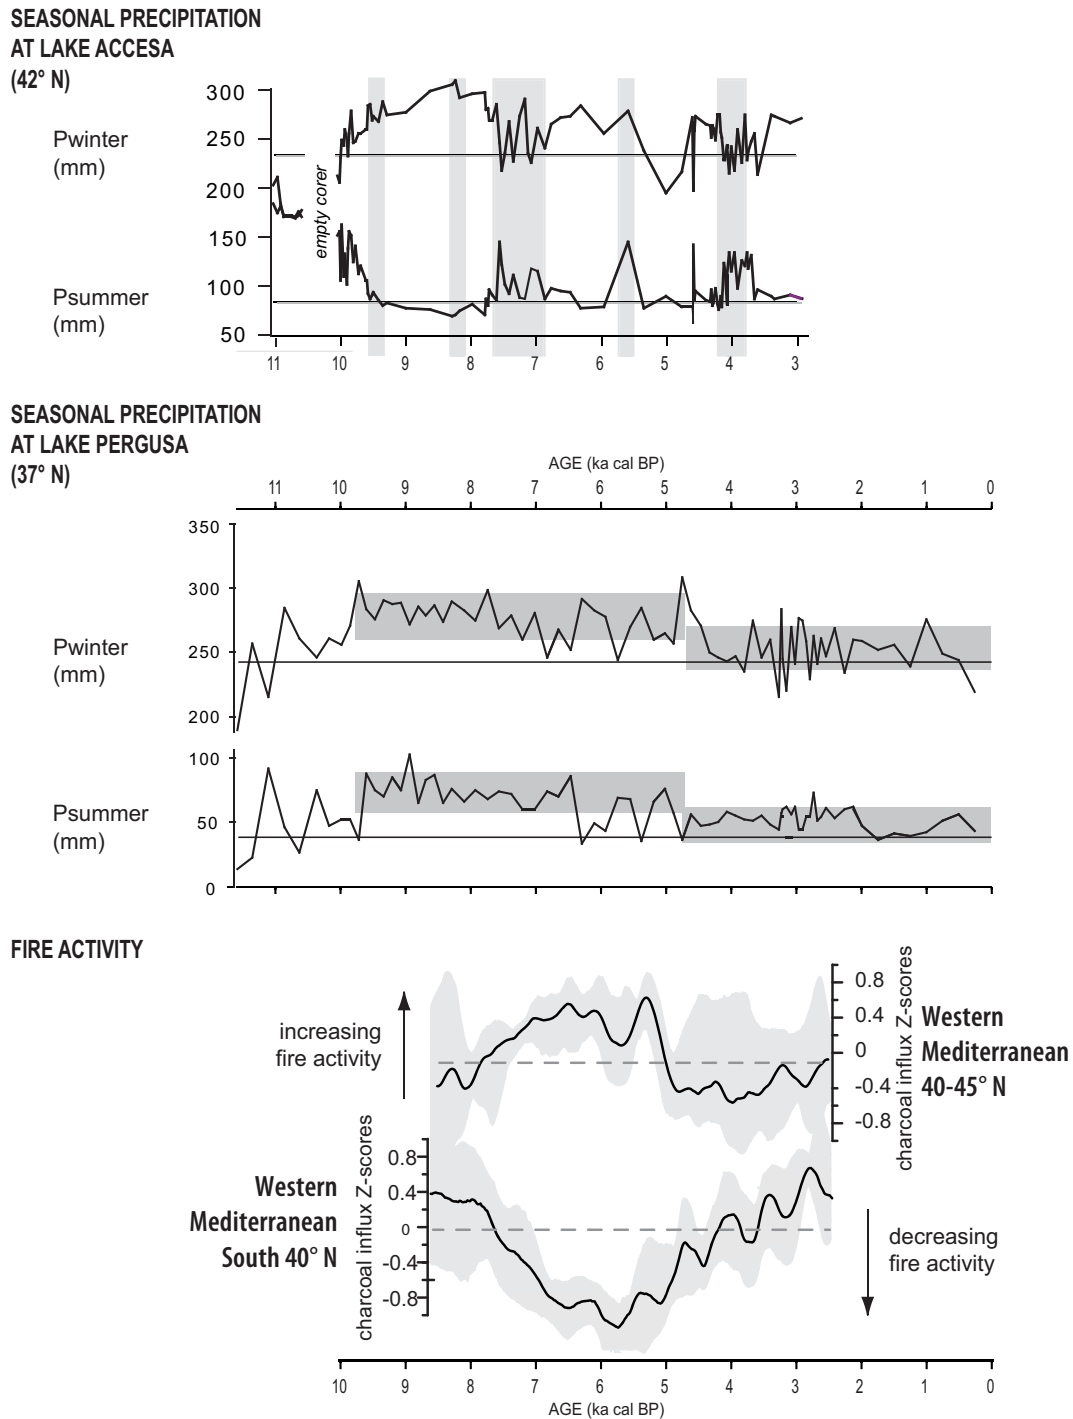 SEASONAL PRECIPITATION
AT LAKE ACCESA
(42° N)
Pwinter
(mm)
Psummer
(mm)
300
250
200
150
100
50
empty corer
11 10 9 8 7 6 5 4 3
SEASONAL PRECIPITATION
AT LAKE PERGUSA
(37° N)
AGE (ka cal BP)
11 10 9 8 7 6 5 4 3 2 1 0
Pwinter
(mm)
350
300
250
200
Psummer
(mm)
100
50
0
FIRE ACTIVITY
increasing
fire activity
0.8
0.4
0
-0.4
-0.8
charcoal influx Z-scores
Western
Mediterranean
40-45° N
Western
Mediterranean
South 40° N
charcoal influx Z-scores
0.8
0.4
0
-0.4
-0.8
decreasing
fire activity
10 9 8 7 6 5 4 3 2 1 0
AGE (ka cal BP)